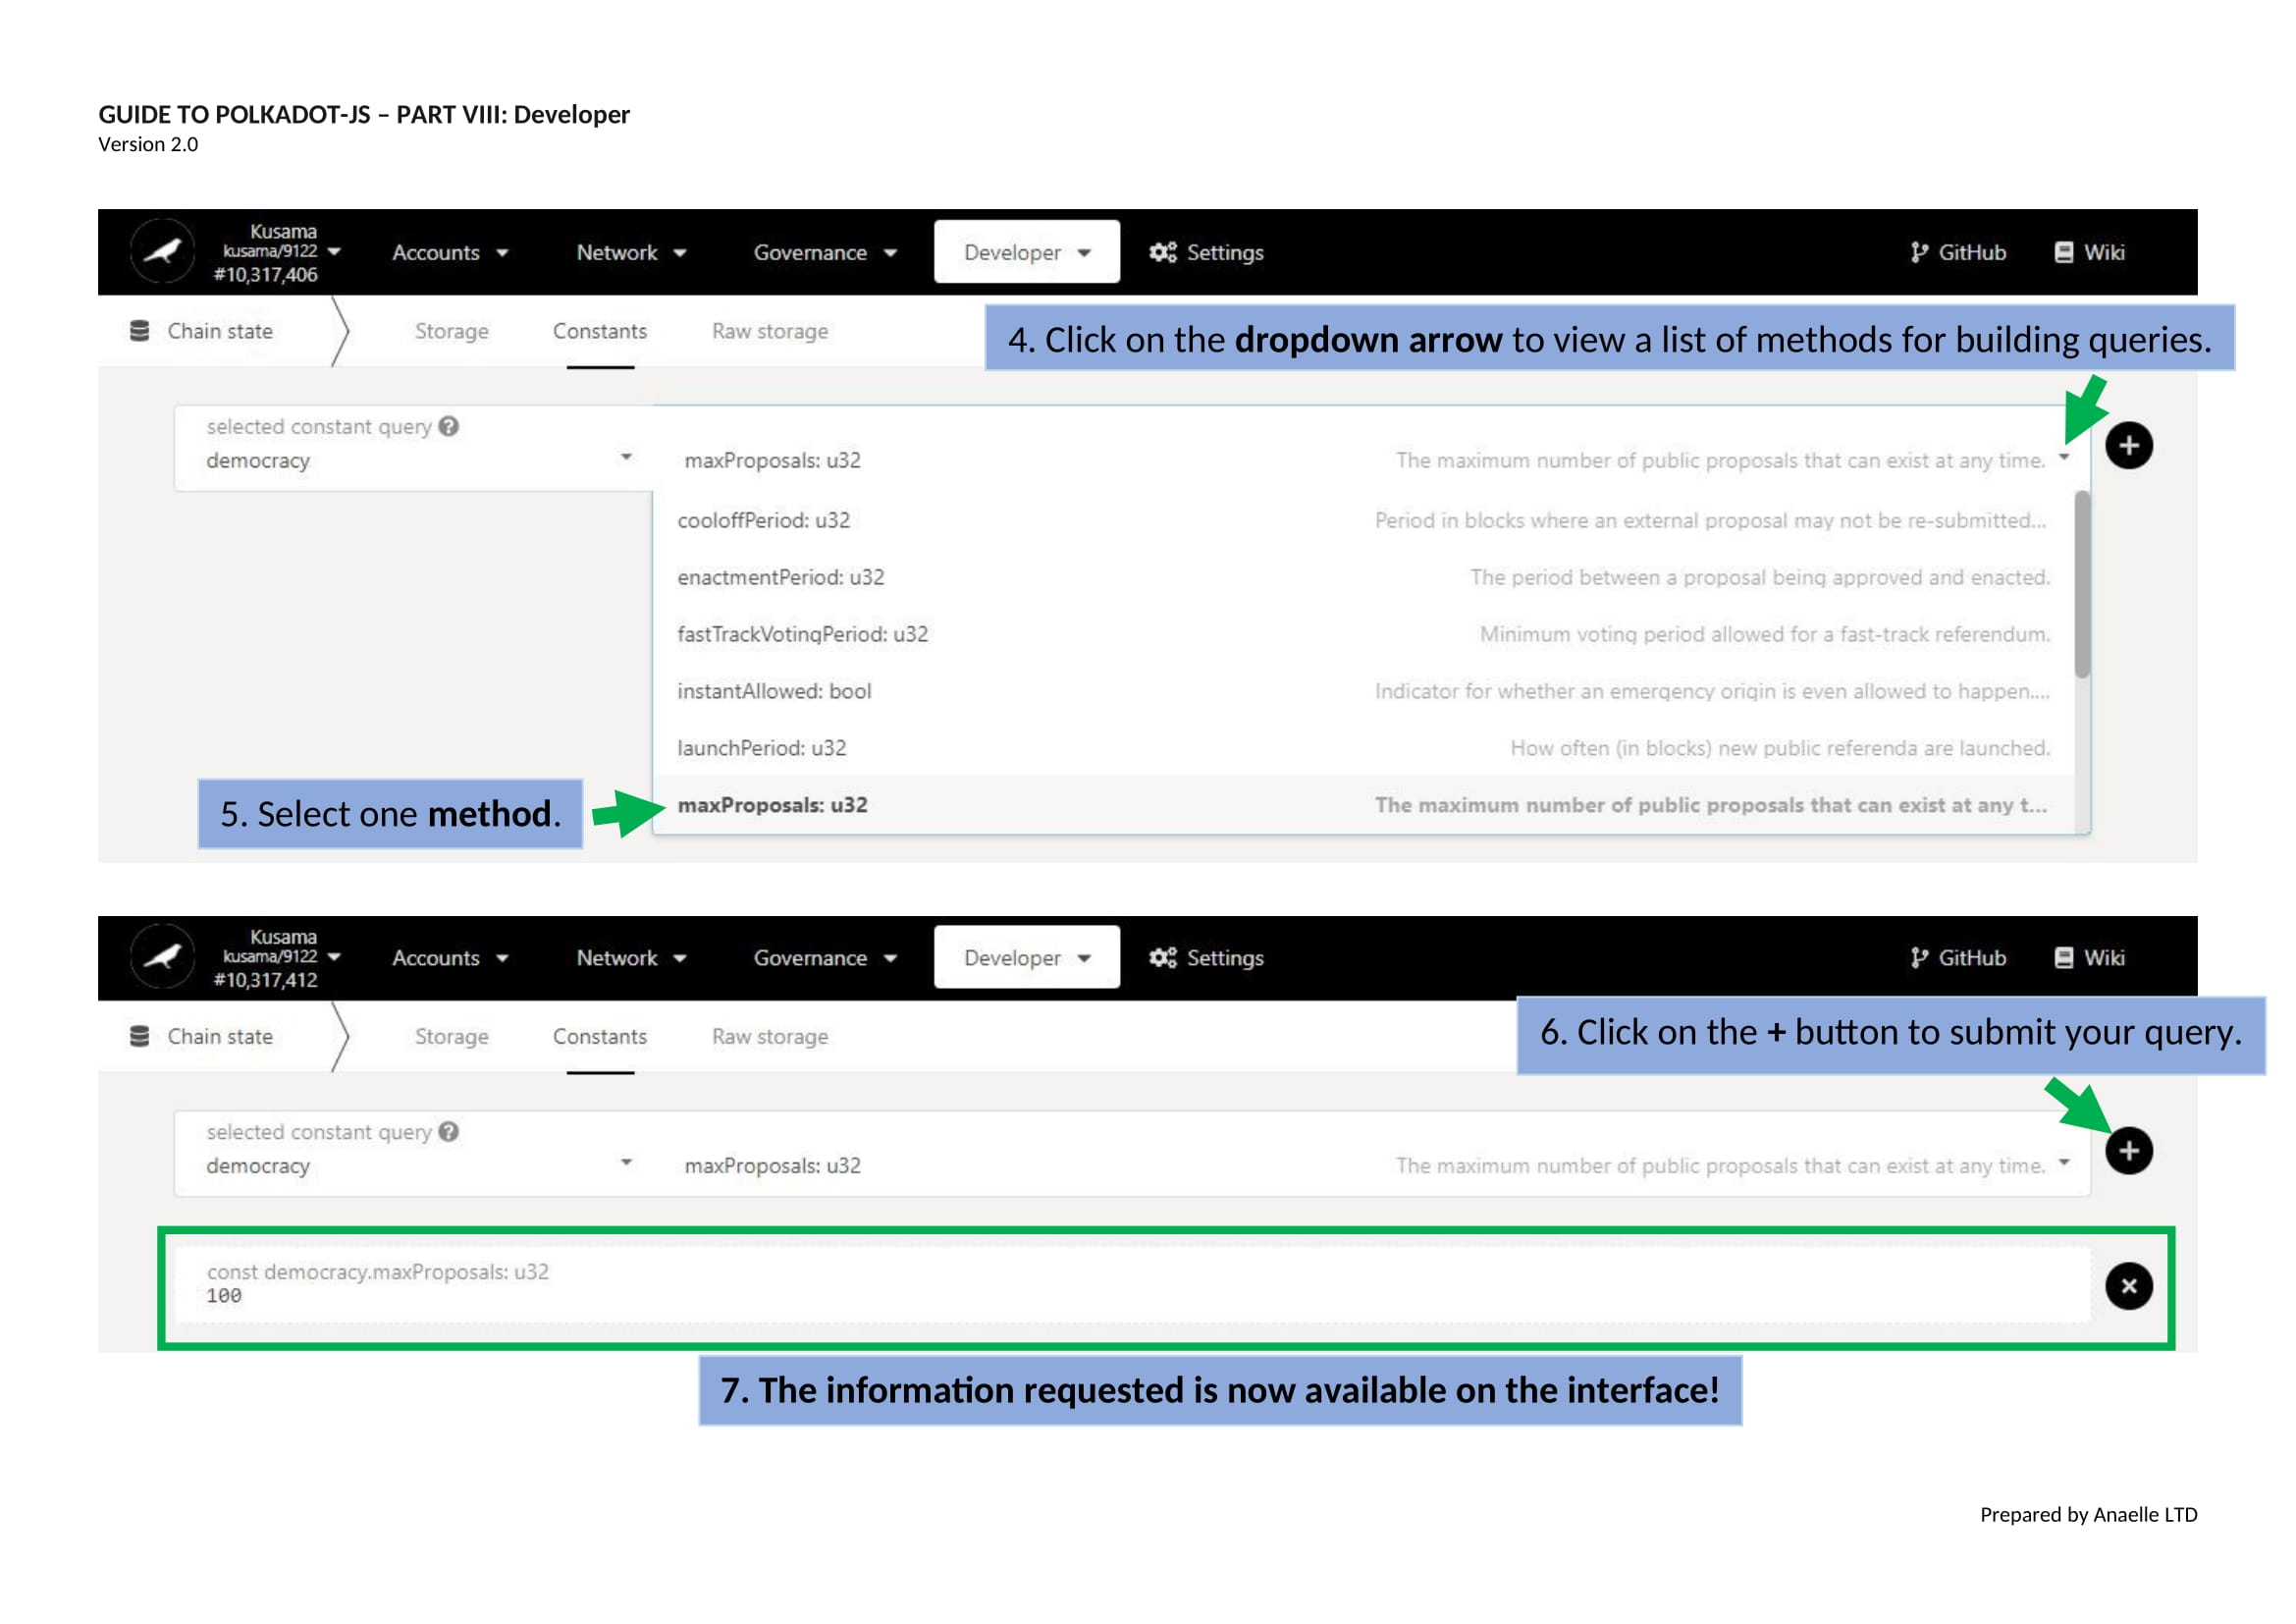 GUIDE TO POLKADOT-JS – PART VIII: Developer
Version 2.0
Kusama
kusama/9122
#10,317,406
Accounts
Network
Governance
Developer
Settings
GitHub
Wiki
Chain state
Storage
Constants
Raw storage
4. Click on the dropdown arrow to view a list of methods for building queries.
selected constant query
democracy
maxProposals: u32 The maximum number of public proposals that can exist at any time.
cooloffPeriod: u32 Period in blocks where an external proposal may not be re-submitted...
enactmentPeriod: u32 The period between a proposal being approved and enacted.
fastTrackVotingPeriod: u32 Minimum voting period allowed for a fast-track referendum.
instantAllowed: bool Indicator for whether an emergency origin is even allowed to happen....
launchPeriod: u32 How often (in blocks) new public referenda are launched.
5. Select one method.
maxProposals: u32 The maximum number of public proposals that can exist at any t...
Kusama
kusama/9122
#10,317,412
Accounts
Network
Governance
Developer
Settings
GitHub
Wiki
Chain state
Storage
Constants
Raw storage
6. Click on the + button to submit your query.
selected constant query
democracy
maxProposals: u32 The maximum number of public proposals that can exist at any time.
const democracy.maxProposals: u32
100
7. The information requested is now available on the interface!
Prepared by Anaelle LTD